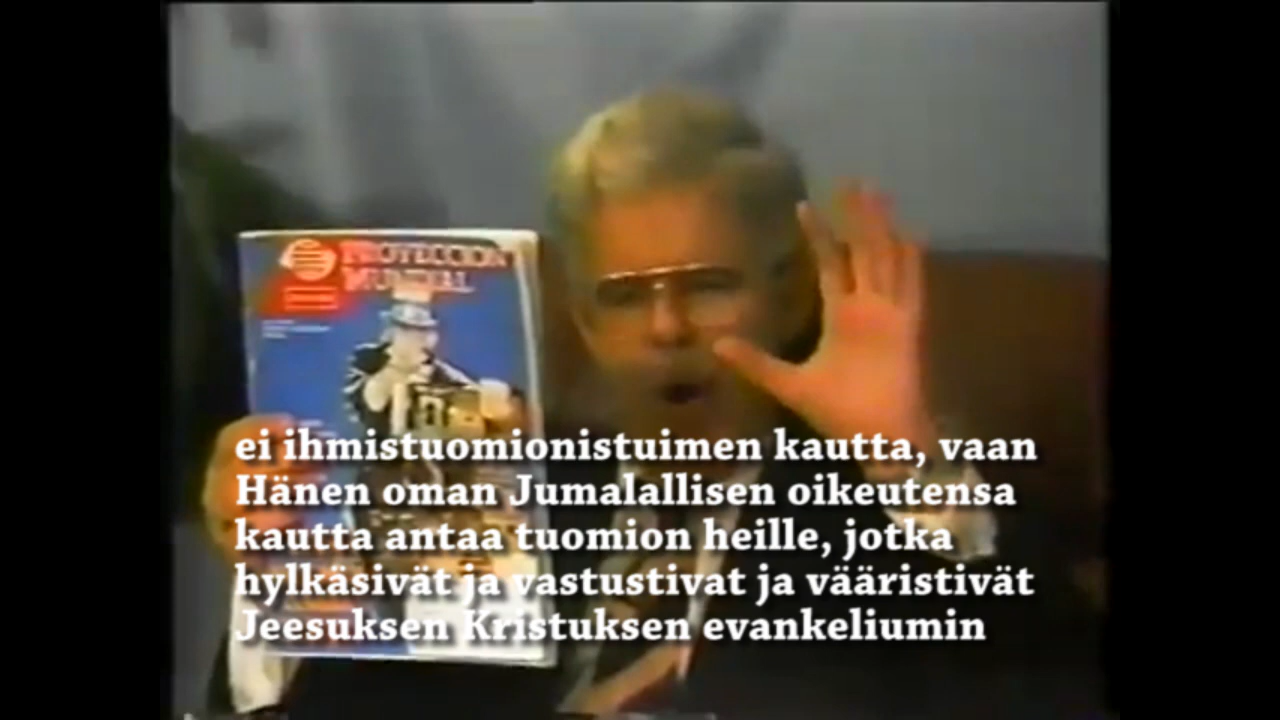 PROYECCION
MUNDIAL
ei ihmistuomionistuimen kautta, vaan
Hänen oman Jumalallisen oikeutensa
kautta antaa tuomion heille, jotka
hylkäsivät ja vastustivat ja vääristivät
Jeesuksen Kristuksen evankeliumin